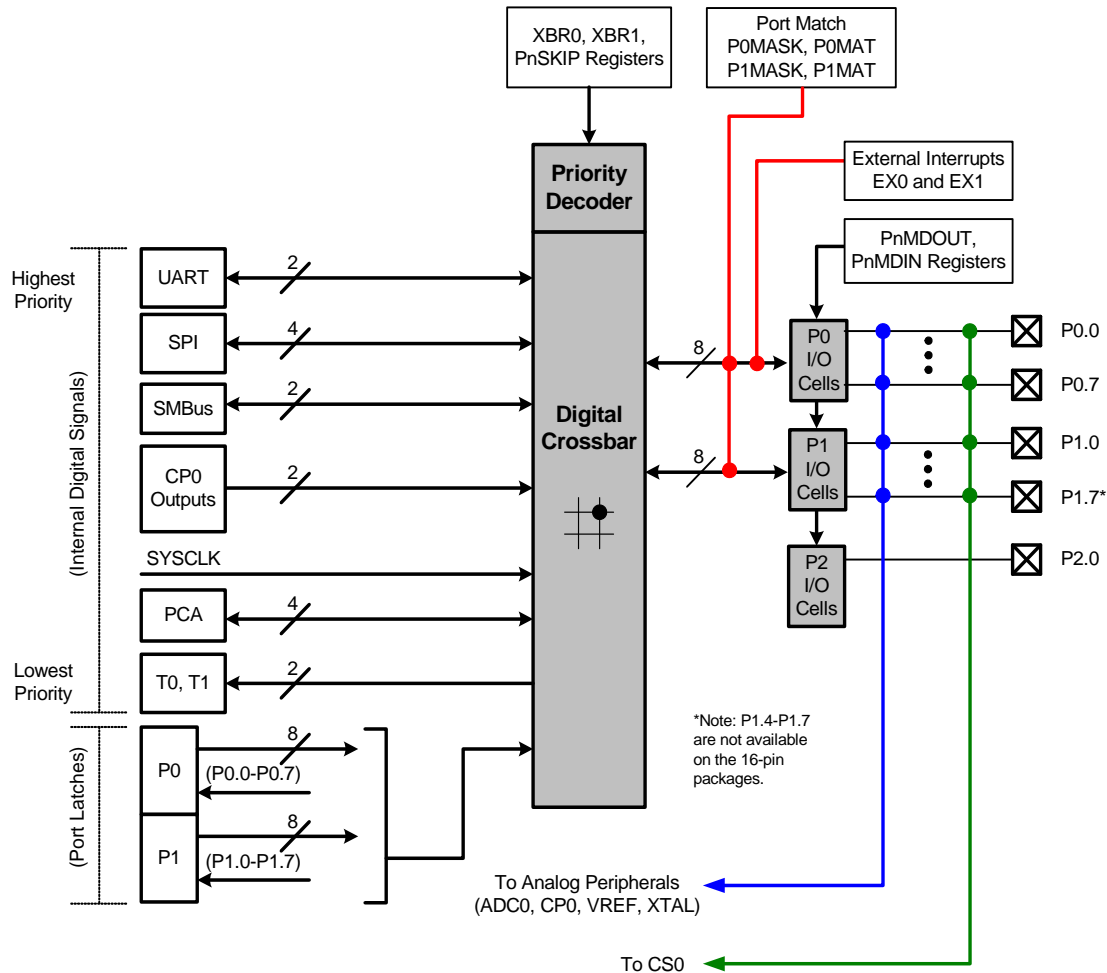 XBR0, XBR1,
PnSKIP Registers
Port Match
P0MASK, P0MAT
P1MASK, P1MAT
External Interrupts
EX0 and EX1
Priority
Decoder
PnMDOUT,
PnMDIN Registers
Highest
Priority
(Internal Digital Signals)
Lowest
Priority
UART
2
SPI
4
SMBus
2
CP0
Outputs
2
SYSCLK
PCA
4
T0, T1
2
Digital
Crossbar
8
8
P0
I/O
Cells
P1
I/O
Cells
P2
I/O
Cells
P0.0
P0.7
P1.0
P1.7*
P2.0
(Port Latches)
P0
8
(P0.0-P0.7)
P1
8
(P1.0-P1.7)
*Note: P1.4-P1.7
are not available
on the 16-pin
packages.
To Analog Peripherals
(ADC0, CP0, VREF, XTAL)
To CS0